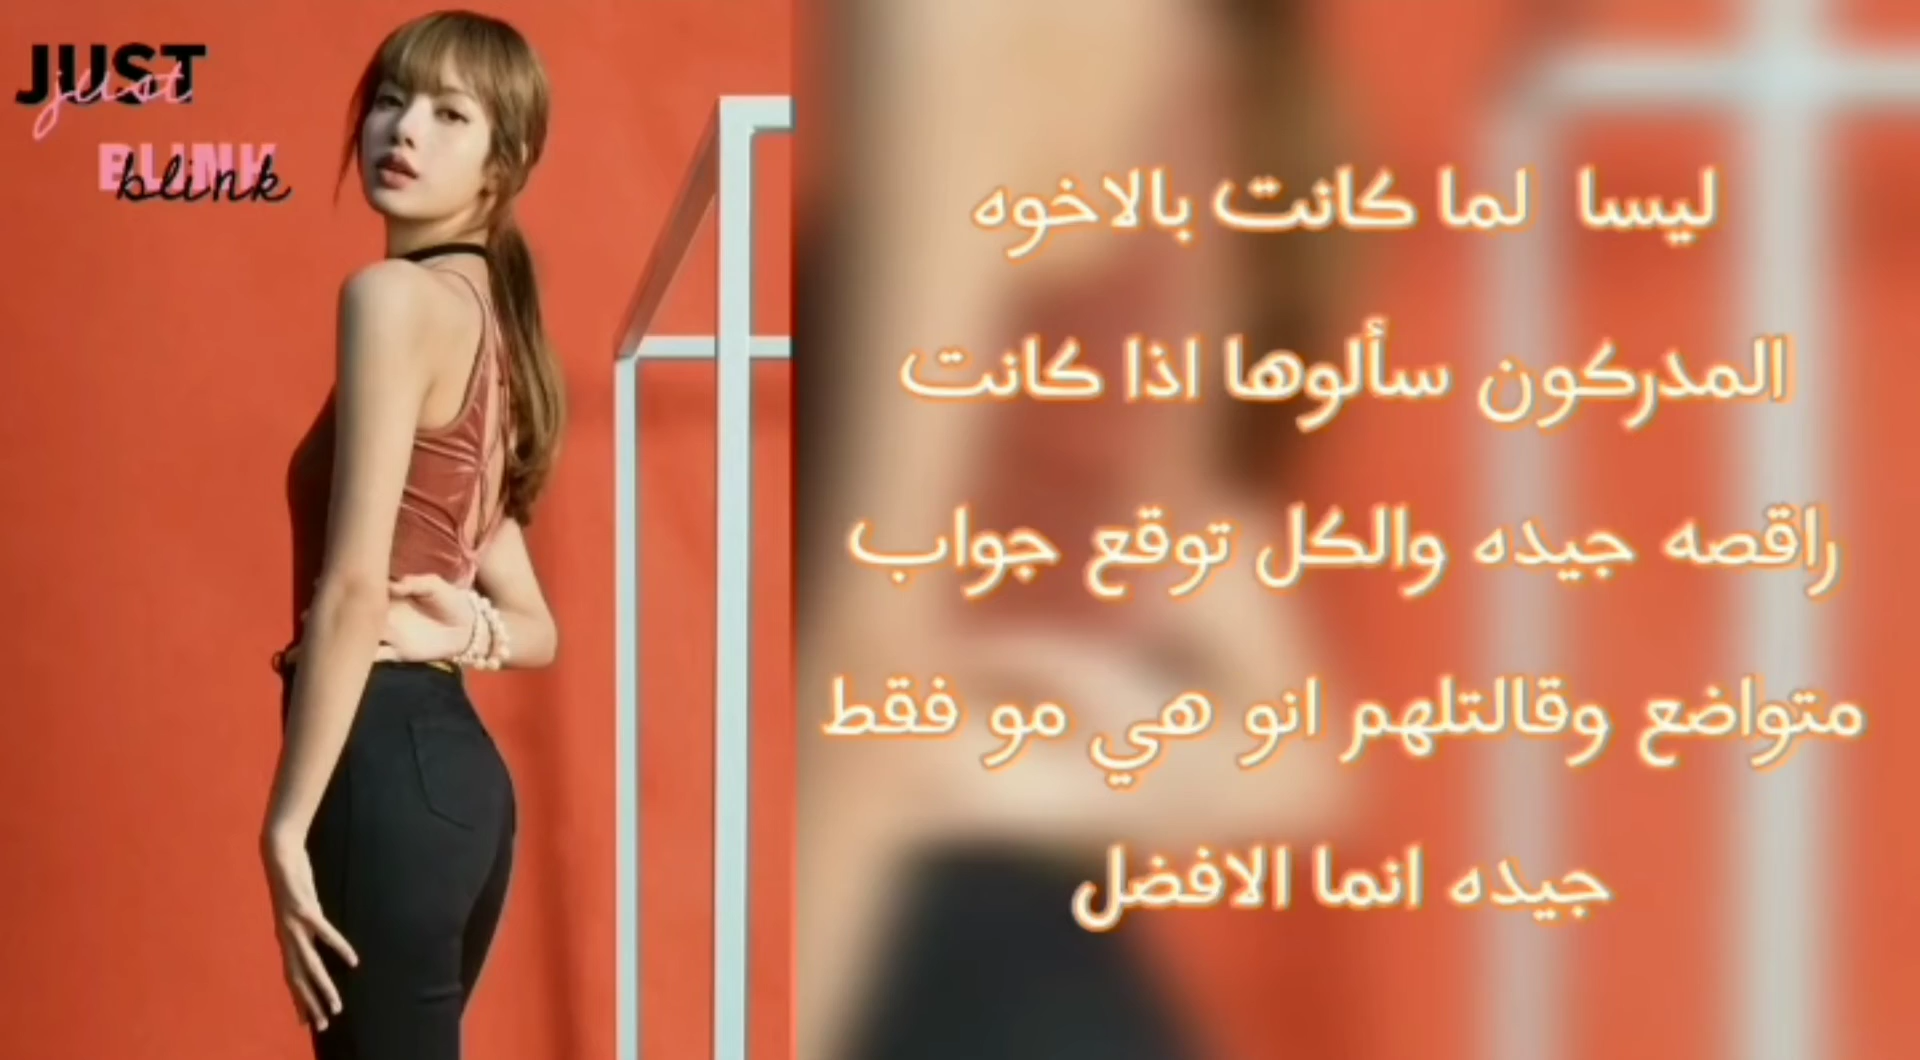 JUST
just
BLINK
blink
ليسا لما كانت بالاخوه
المدركون سألوها اذا كانت
راقصه جيده والكل توقع جواب
متواضع وقالتلهم انو هي مو فقط
جيده انما الافضل